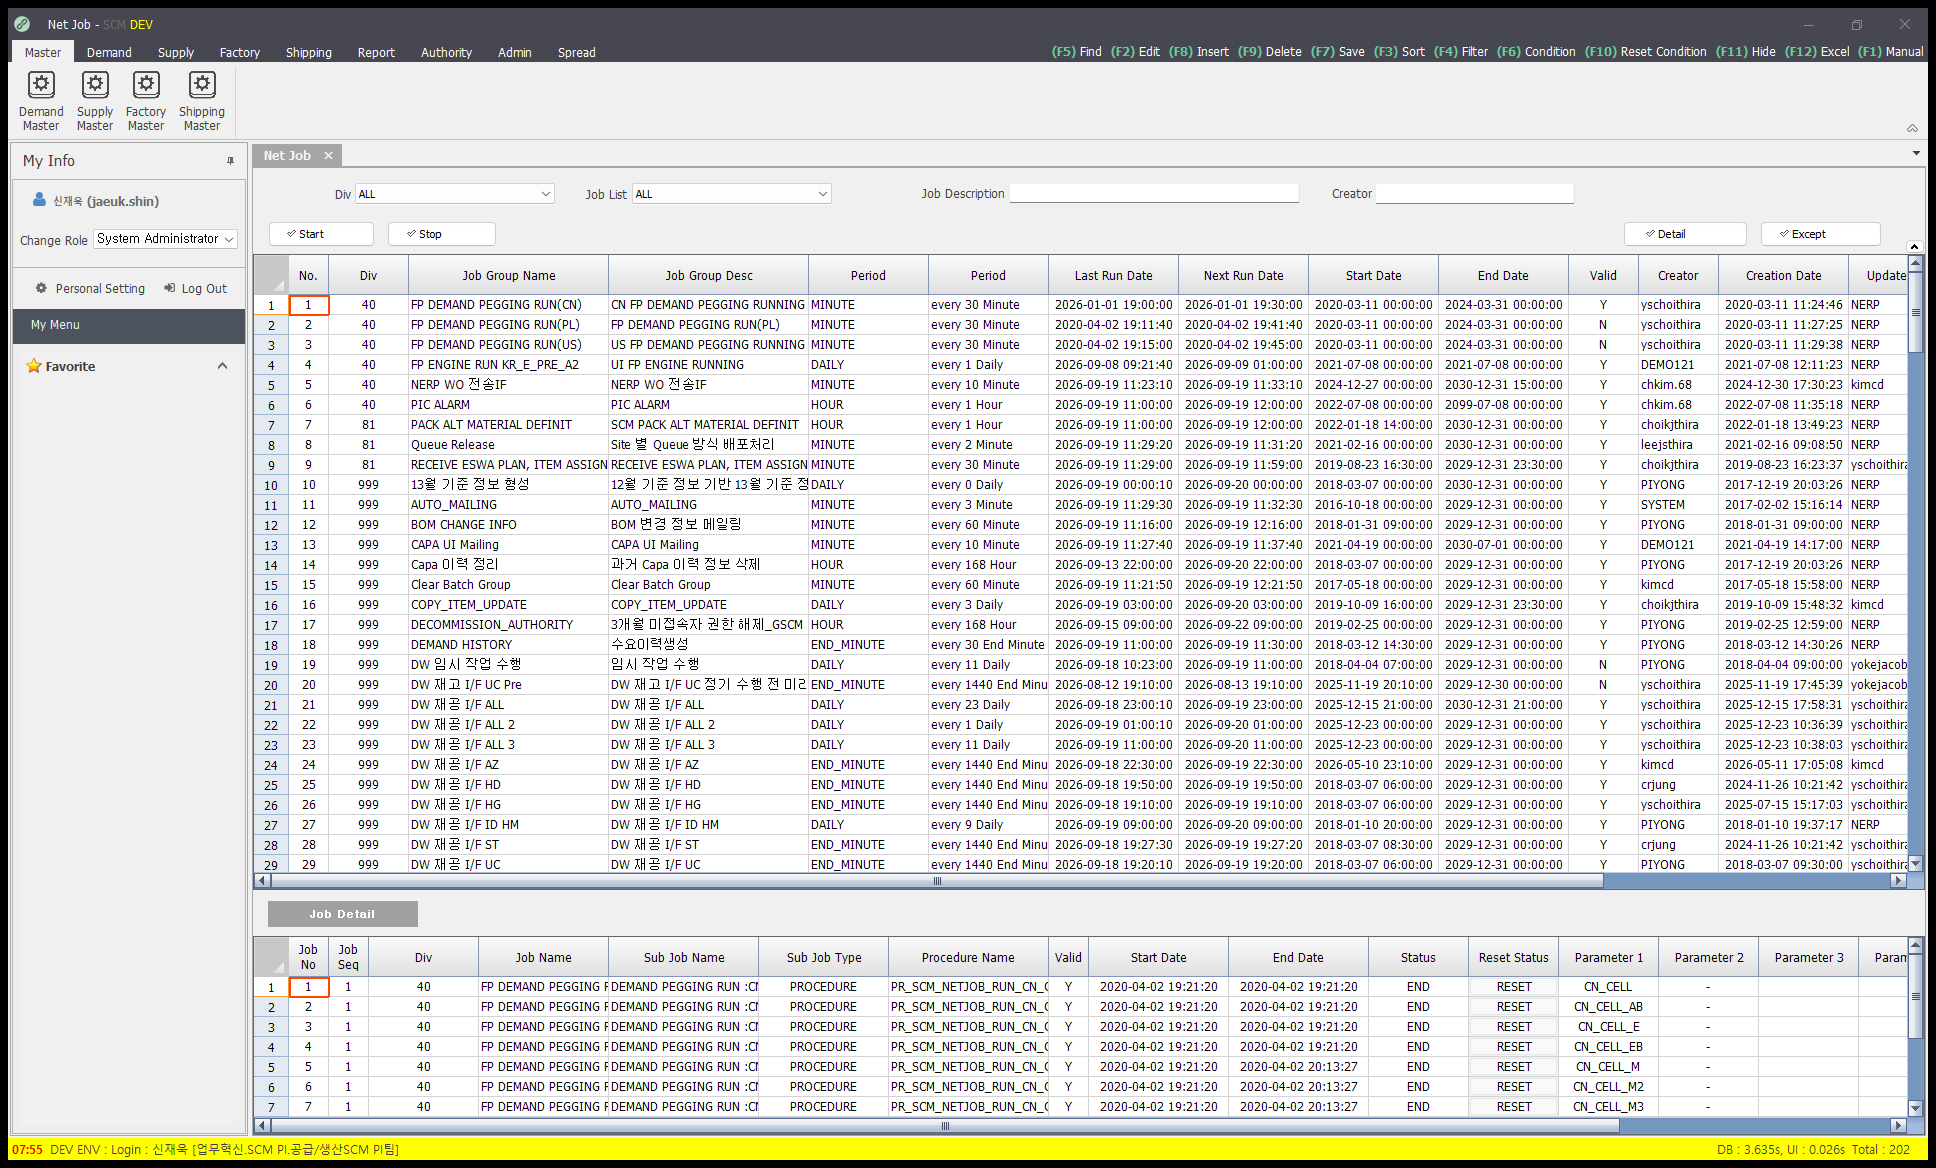 Net Job - SCM DEV
Master Demand Supply Factory Shipping Report Authority Admin Spread (F5) Find (F2) Edit (F8) Insert (F9) Delete (F7) Save (F3) Sort (F4) Filter (F6) Condition (F10) Reset Condition (F11) Hide (F12) Excel (F1) Manual
Demand Master Supply Master Factory Master Shipping Master
My Info
신재욱 (jaeuk.shin)
Change Role System Administrator
Personal Setting Log Out
My Menu
Favorite
Net Job
Div ALL Job List ALL Job Description Creator
Start Stop Detail Except
No. Div Job Group Name Job Group Desc Period Period Last Run Date Next Run Date Start Date End Date Valid Creator Creation Date Update
1 1 40 FP DEMAND PEGGING RUN(CN) CN FP DEMAND PEGGING RUNNING MINUTE every 30 Minute 2026-01-01 19:00:00 2026-01-01 19:30:00 2020-03-11 00:00:00 2024-03-31 00:00:00 Y yschoithira 2020-03-11 11:24:46 NERP
2 2 40 FP DEMAND PEGGING RUN(PL) FP DEMAND PEGGING RUN(PL) MINUTE every 30 Minute 2020-04-02 19:11:40 2020-04-02 19:41:40 2020-03-11 00:00:00 2024-03-31 00:00:00 N yschoithira 2020-03-11 11:27:25 NERP
3 3 40 FP DEMAND PEGGING RUN(US) US FP DEMAND PEGGING RUNNING MINUTE every 30 Minute 2020-04-02 19:15:00 2020-04-02 19:45:00 2020-03-11 00:00:00 2024-03-31 00:00:00 N yschoithira 2020-03-11 11:29:38 NERP
4 4 40 FP ENGINE RUN KR_E_PRE_A2 UI FP ENGINE RUNNING DAILY every 1 Daily 2026-09-08 09:21:40 2026-09-09 01:00:00 2021-07-08 00:00:00 2021-07-08 00:00:00 Y DEMO121 2021-07-08 12:11:23 NERP
5 5 40 NERP WO 전송IF NERP WO 전송IF MINUTE every 10 Minute 2026-09-19 11:23:10 2026-09-19 11:33:10 2024-12-27 00:00:00 2030-12-31 15:00:00 Y chkim.68 2024-12-30 17:30:23 kimcd
6 6 40 PIC ALARM PIC ALARM HOUR every 1 Hour 2026-09-19 11:00:00 2026-09-19 12:00:00 2022-07-08 00:00:00 2099-07-08 00:00:00 Y chkim.68 2022-07-08 11:35:18 NERP
7 7 81 PACK ALT MATERIAL DEFINIT SCM PACK ALT MATERIAL DEFINIT HOUR every 1 Hour 2026-09-19 11:00:00 2026-09-19 12:00:00 2022-01-18 14:00:00 2030-12-31 00:00:00 Y choikjthira 2022-01-18 13:49:23 NERP
8 8 81 Queue Release Site 별 Queue 방식 배포처리 MINUTE every 2 Minute 2026-09-19 11:29:20 2026-09-19 11:31:20 2021-02-16 00:00:00 2030-12-31 00:00:00 Y leejsthira 2021-02-16 09:08:50 NERP
9 9 81 RECEIVE ESWA PLAN, ITEM ASSIGN RECEIVE ESWA PLAN, ITEM ASSIGN MINUTE every 30 Minute 2026-09-19 11:29:00 2026-09-19 11:59:00 2019-08-23 16:30:00 2029-12-31 23:30:00 Y choikjthira 2019-08-23 16:23:37 yschoithira
10 10 999 13월 기준 정보 형성 12월 기준 정보 기반 13월 기준 정 DAILY every 0 Daily 2026-09-19 00:00:10 2026-09-20 00:00:00 2018-03-07 00:00:00 2030-12-31 00:00:00 Y PIYONG 2017-12-19 20:03:26 NERP
11 11 999 AUTO_MAILING AUTO_MAILING MINUTE every 3 Minute 2026-09-19 11:29:30 2026-09-19 11:32:30 2016-10-18 00:00:00 2029-12-31 00:00:00 Y SYSTEM 2017-02-02 15:16:14 NERP
12 12 999 BOM CHANGE INFO BOM 변경 정보 메일링 MINUTE every 60 Minute 2026-09-19 11:16:00 2026-09-19 12:16:00 2018-01-31 09:00:00 2029-12-31 00:00:00 Y PIYONG 2018-01-31 09:00:00 NERP
13 13 999 CAPA UI Mailing CAPA UI Mailing MINUTE every 10 Minute 2026-09-19 11:27:40 2026-09-19 11:37:40 2021-04-19 00:00:00 2030-07-01 00:00:00 Y DEMO121 2021-04-19 14:17:00 NERP
14 14 999 Capa 이력 정리 과거 Capa 이력 정보 삭제 HOUR every 168 Hour 2026-09-13 22:00:00 2026-09-20 22:00:00 2018-03-07 00:00:00 2029-12-31 00:00:00 Y PIYONG 2017-12-19 20:03:26 NERP
15 15 999 Clear Batch Group Clear Batch Group MINUTE every 60 Minute 2026-09-19 11:21:50 2026-09-19 12:21:50 2017-05-18 00:00:00 2029-12-31 00:00:00 Y kimcd 2017-05-18 15:58:00 NERP
16 16 999 COPY_ITEM_UPDATE COPY_ITEM_UPDATE DAILY every 3 Daily 2026-09-19 03:00:00 2026-09-20 03:00:00 2019-10-09 16:00:00 2029-12-31 23:30:00 Y choikjthira 2019-10-09 15:48:32 kimcd
17 17 999 DECOMMISSION_AUTHORITY 3개월 미접속자 권한 해제_GSCM HOUR every 168 Hour 2026-09-15 09:00:00 2026-09-22 09:00:00 2019-02-25 00:00:00 2029-12-31 00:00:00 Y PIYONG 2019-02-25 12:59:00 NERP
18 18 999 DEMAND HISTORY 수요이력생성 END_MINUTE every 30 End Minute 2026-09-19 11:00:00 2026-09-19 11:30:00 2018-03-12 14:30:00 2029-12-31 00:00:00 Y PIYONG 2018-03-12 14:30:26 NERP
19 19 999 DW 임시 작업 수행 임시 작업 수행 DAILY every 11 Daily 2026-09-18 10:23:00 2026-09-19 11:00:00 2018-04-04 07:00:00 2029-12-31 00:00:00 N PIYONG 2018-04-04 09:00:00 yokejacob
20 20 999 DW 재고 I/F UC Pre DW 재고 I/F UC 정기 수행 전 미리 END_MINUTE every 1440 End Minu 2026-08-12 19:10:00 2026-08-13 19:10:00 2025-11-19 20:10:00 2029-12-30 00:00:00 N yschoithira 2025-11-19 17:45:39 yokejacob
21 21 999 DW 재공 I/F ALL DW 재공 I/F ALL DAILY every 23 Daily 2026-09-18 23:00:10 2026-09-19 23:00:00 2025-12-15 21:00:00 2030-12-31 21:00:00 Y yschoithira 2025-12-15 17:58:31 yschoithira
22 22 999 DW 재공 I/F ALL 2 DW 재공 I/F ALL 2 DAILY every 1 Daily 2026-09-19 01:00:10 2026-09-20 01:00:00 2025-12-23 00:00:00 2029-12-31 00:00:00 Y yschoithira 2025-12-23 10:36:39 yschoithira
23 23 999 DW 재공 I/F ALL 3 DW 재공 I/F ALL 3 DAILY every 11 Daily 2026-09-19 11:00:00 2026-09-20 11:00:00 2025-12-23 00:00:00 2029-12-31 00:00:00 Y yschoithira 2025-12-23 10:38:03 yschoithira
24 24 999 DW 재공 I/F AZ DW 재공 I/F AZ END_MINUTE every 1440 End Minu 2026-09-18 22:30:00 2026-09-19 22:30:00 2026-05-10 23:10:00 2029-12-31 00:00:00 Y kimcd 2026-05-11 17:05:08 kimcd
25 25 999 DW 재공 I/F HD DW 재공 I/F HD END_MINUTE every 1440 End Minu 2026-09-18 19:50:00 2026-09-19 19:50:00 2018-03-07 06:00:00 2029-12-31 00:00:00 Y crjung 2024-11-26 10:21:42 yschoithira
26 26 999 DW 재공 I/F HG DW 재공 I/F HG END_MINUTE every 1440 End Minu 2026-09-18 19:10:00 2026-09-19 19:10:00 2018-03-07 06:00:00 2029-12-31 00:00:00 Y yschoithira 2025-07-15 15:17:03 yschoithira
27 27 999 DW 재공 I/F ID HM DW 재공 I/F ID HM DAILY every 9 Daily 2026-09-19 09:00:00 2026-09-20 09:00:00 2018-01-10 20:00:00 2029-12-31 00:00:00 Y PIYONG 2018-01-10 19:37:17 NERP
28 28 999 DW 재공 I/F ST DW 재공 I/F ST END_MINUTE every 1440 End Minu 2026-09-18 19:27:30 2026-09-19 19:27:20 2018-03-07 08:30:00 2029-12-31 00:00:00 Y crjung 2024-11-26 10:21:42 yschoithira
29 29 999 DW 재공 I/F UC DW 재공 I/F UC END_MINUTE every 1440 End Minu 2026-09-18 19:20:10 2026-09-19 19:20:00 2018-03-07 06:00:00 2029-12-31 00:00:00 Y PIYONG 2018-03-07 09:30:00 yschoithira
Job Detail
Job No Job Seq Div Job Name Sub Job Name Sub Job Type Procedure Name Valid Start Date End Date Status Reset Status Parameter 1 Parameter 2 Parameter 3 Param
1 1 1 40 FP DEMAND PEGGING DEMAND PEGGING RUN :CN PROCEDURE PR_SCM_NETJOB_RUN_CN_ Y 2020-04-02 19:21:20 2020-04-02 19:21:20 END RESET CN_CELL -
2 2 1 40 FP DEMAND PEGGING DEMAND PEGGING RUN :CN PROCEDURE PR_SCM_NETJOB_RUN_CN_ Y 2020-04-02 19:21:20 2020-04-02 19:21:20 END RESET CN_CELL_AB -
3 3 1 40 FP DEMAND PEGGING DEMAND PEGGING RUN :CN PROCEDURE PR_SCM_NETJOB_RUN_CN_ Y 2020-04-02 19:21:20 2020-04-02 19:21:20 END RESET CN_CELL_E -
4 4 1 40 FP DEMAND PEGGING DEMAND PEGGING RUN :CN PROCEDURE PR_SCM_NETJOB_RUN_CN_ Y 2020-04-02 19:21:20 2020-04-02 19:21:20 END RESET CN_CELL_EB -
5 5 1 40 FP DEMAND PEGGING DEMAND PEGGING RUN :CN PROCEDURE PR_SCM_NETJOB_RUN_CN_ Y 2020-04-02 19:21:20 2020-04-02 20:13:27 END RESET CN_CELL_M -
6 6 1 40 FP DEMAND PEGGING DEMAND PEGGING RUN :CN PROCEDURE PR_SCM_NETJOB_RUN_CN_ Y 2020-04-02 19:21:20 2020-04-02 20:13:27 END RESET CN_CELL_M2 -
7 7 1 40 FP DEMAND PEGGING DEMAND PEGGING RUN :CN PROCEDURE PR_SCM_NETJOB_RUN_CN_ Y 2020-04-02 19:21:20 2020-04-02 20:13:27 END RESET CN_CELL_M3 -
07:55 DEV ENV : Login : 신재욱 [업무혁신.SCM PI.공급/생산SCM PI팀] DB : 3.635s, UI : 0.026s Total : 202